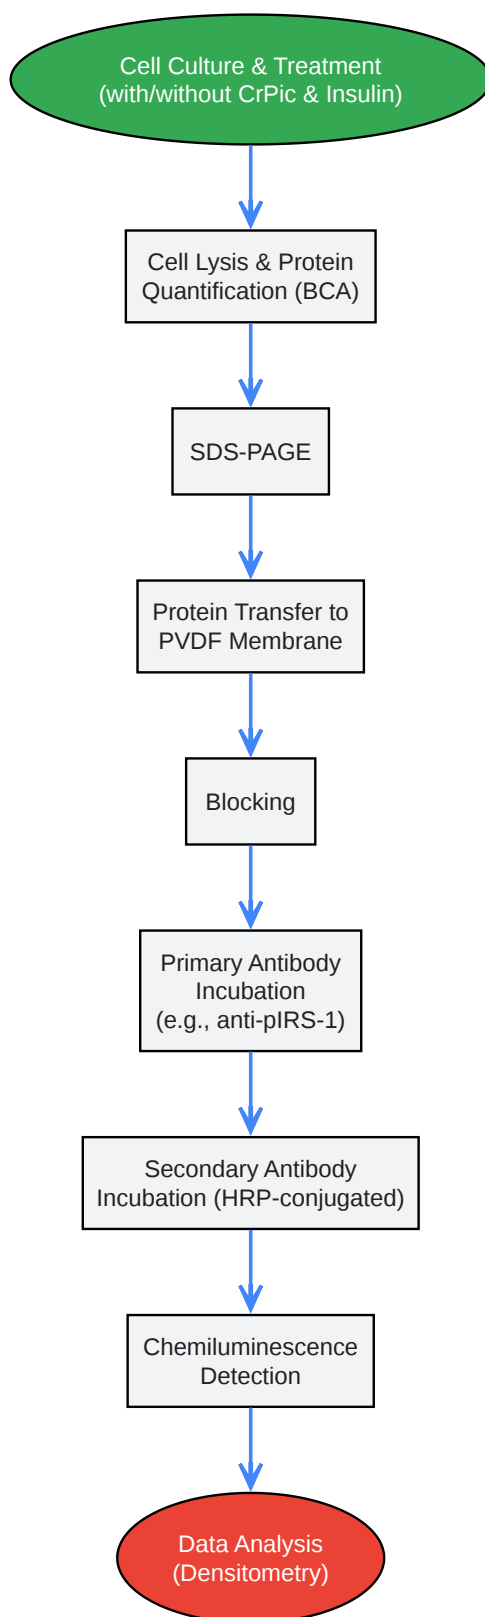 Cell Culture & Treatment
(with/without CrPic & Insulin)
Cell Lysis & Protein
Quantification (BCA)
SDS-PAGE
Protein Transfer to
PVDF Membrane
Blocking
Primary Antibody
Incubation
(e.g., anti-pIRS-1)
Secondary Antibody
Incubation (HRP-conjugated)
Chemiluminescence
Detection
Data Analysis
(Densitometry)